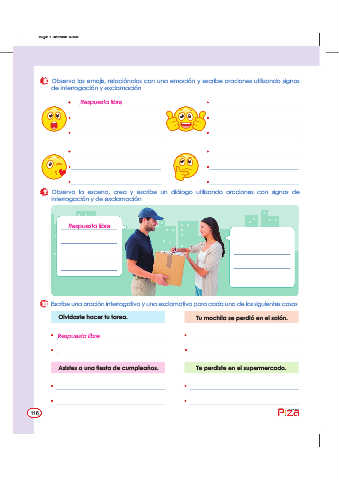 Observa los emojis, relaciónalos con una emoción y escribe oraciones utilizando signos
de interrogación y exclamación
Respuesta libre
Observa la escena, crea y escribe un diálogo utilizando oraciones con signos de
interrogación y de exclamación
Respuesta libre
Escribe una oración interrogativa y una exclamativa para cada uno de los siguientes casos
Olvidaste hacer tu tarea.
Tu mochila se perdió en el salón.
Respuesta libre
Asistes a una fiesta de cumpleaños.
Te perdiste en el supermercado.
116